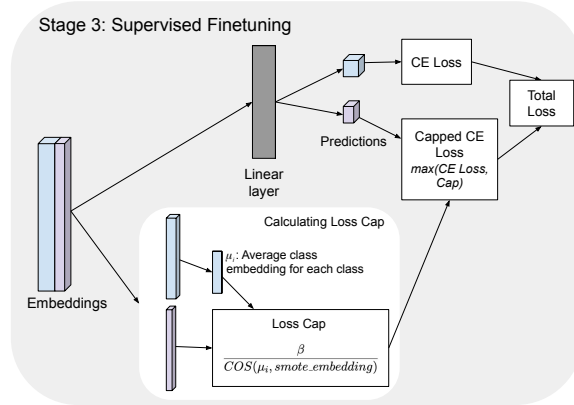 Stage 3: Supervised Finetuning
CE Loss
Total
Loss
Predictions
Capped CE
Loss
max(CE Loss,
Cap)
Linear
layer
Embeddings
Calculating Loss Cap
μᵢ: Average class
embedding for each class
Loss Cap
β
COS(μᵢ, smote_embedding)